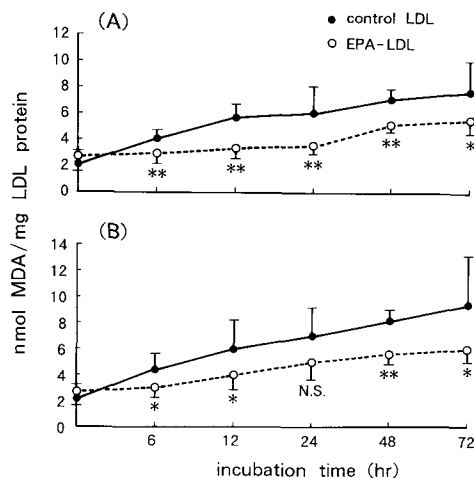 (A)
● control LDL
○ EPA-LDL
12
10
8
6
4
2
0
** ** ** ** *
(B)
14
12
10
8
6
4
2
0
* * N.S. ** *
6 12 24 48 72
nmol MDA/mg LDL protein
incubation time (hr)